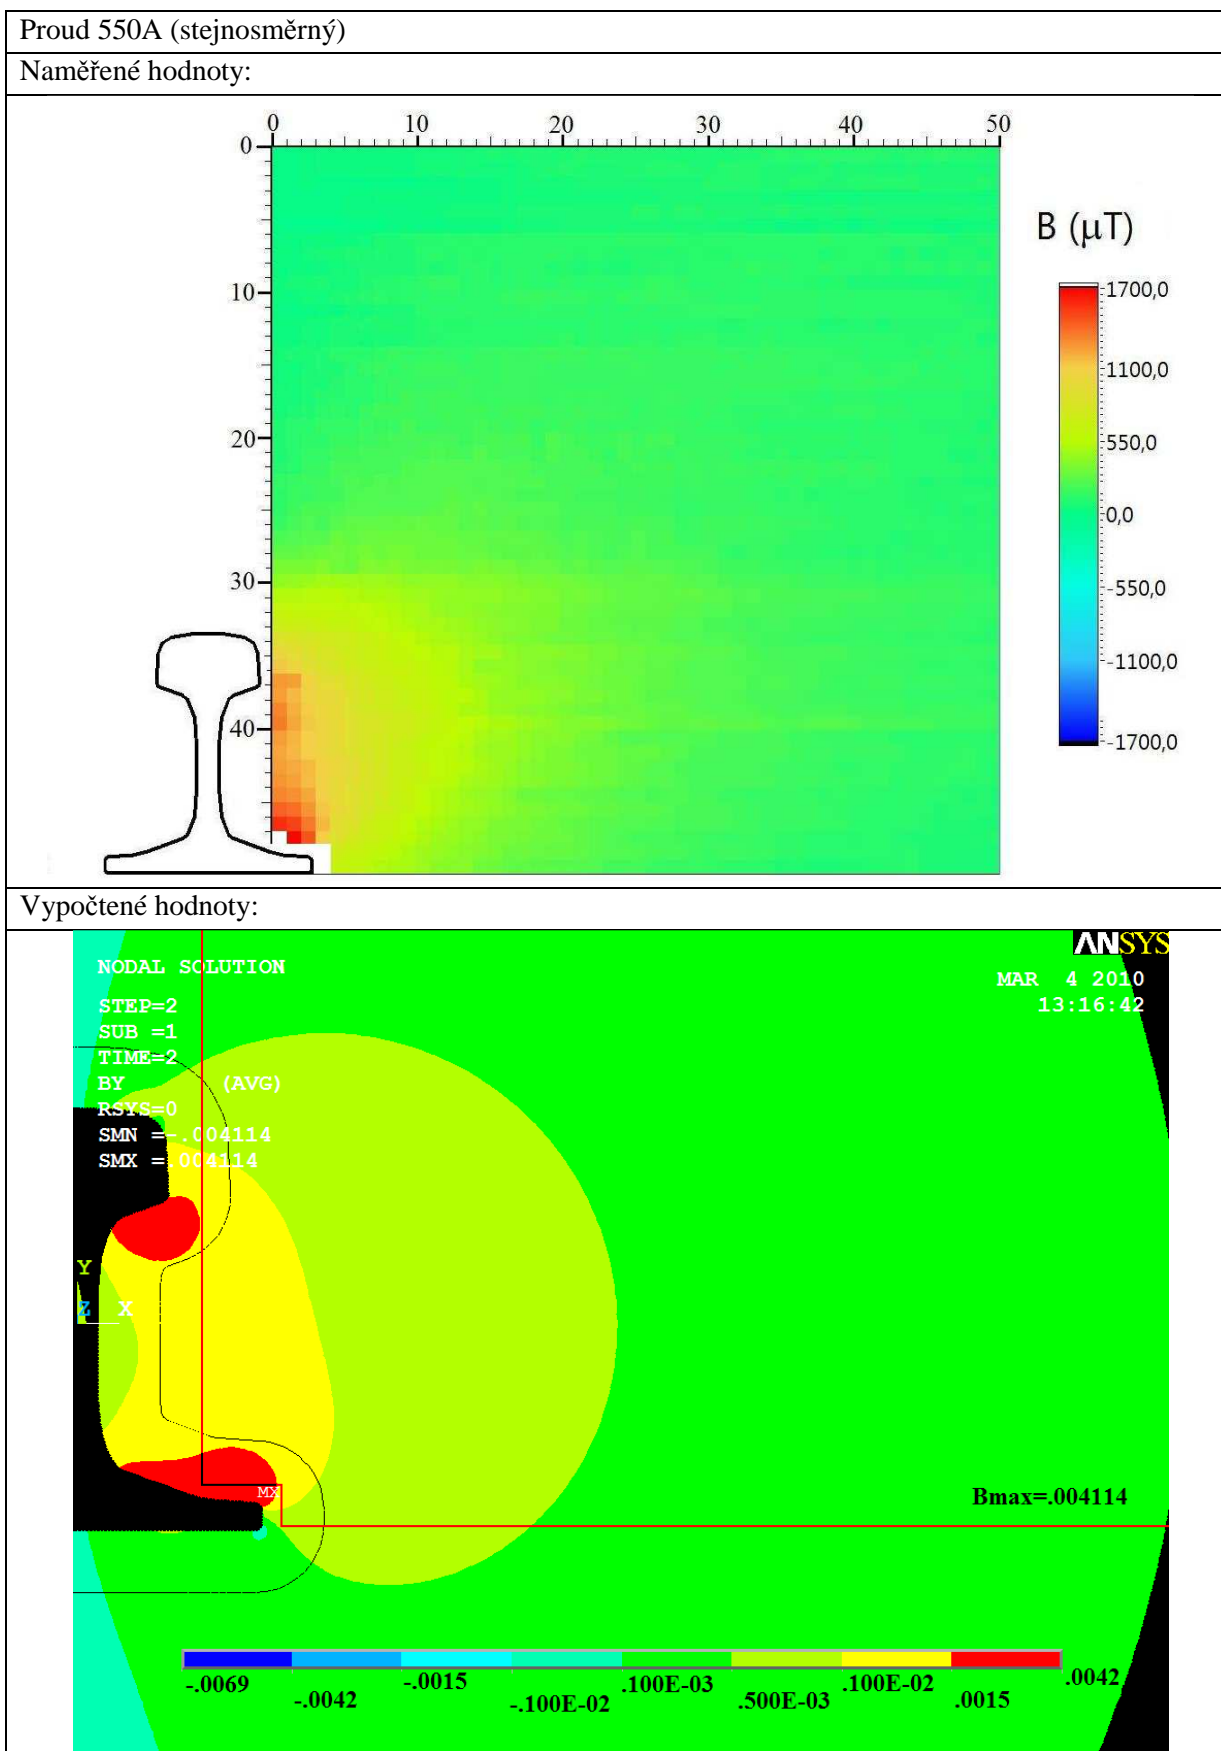 Proud 550A (stejnosměrný)
Naměřené hodnoty:
0 10 20 30 40 50
0
10
20
30
40
B (μT)
1700,0
1100,0
550,0
0,0
-550,0
-1100,0
-1700,0
Vypočtené hodnoty:
ANSYS
NODAL SOLUTION
MAR 4 2010
13:16:42
STEP=2
SUB =1
TIME=2
BY (AVG)
RSYS=0
SMN =-.004114
SMX =.004114
Y
Z X
MX
Bmax=.004114
-.0069 -.0015 .100E-03 .100E-02 .0042
-.0042 -.100E-02 .500E-03 .0015